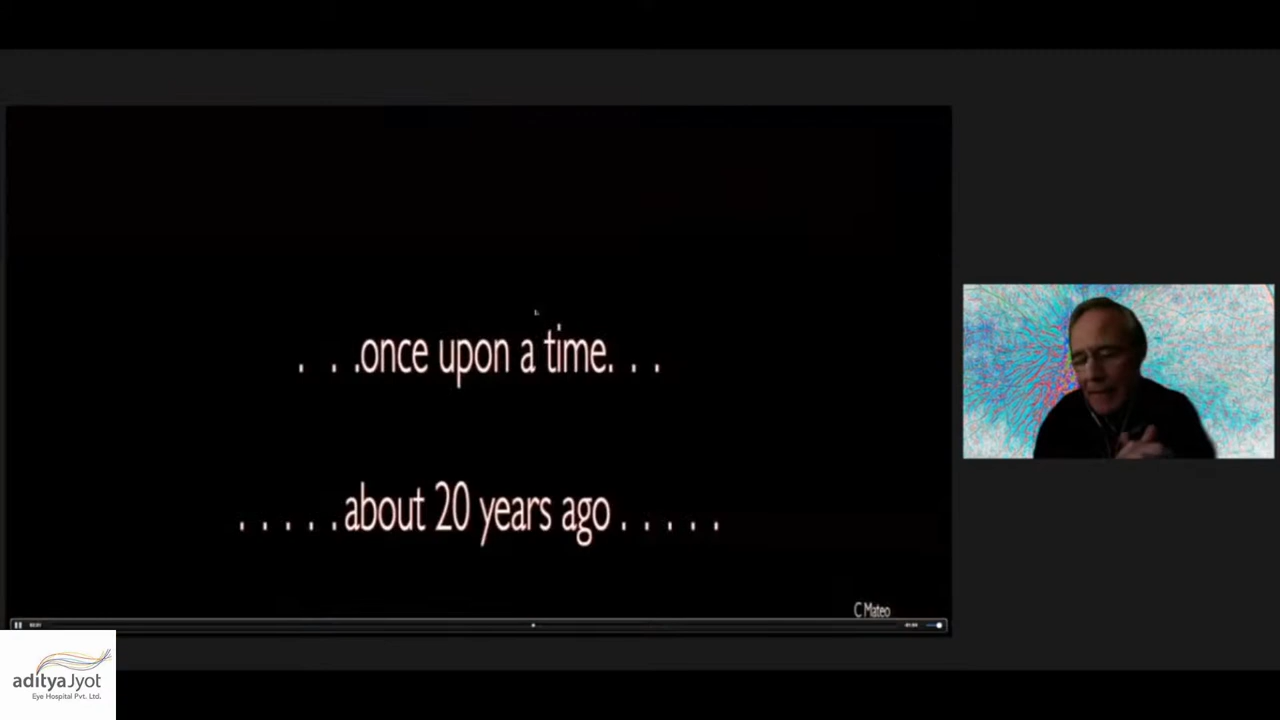 . . .once upon a time. . .
. . . . .about 20 years ago . . . . .
C Mateo
adityaJyot
Eye Hospital Pvt. Ltd.